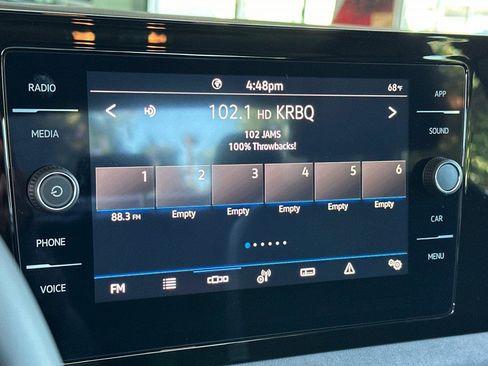 RADIO
MEDIA
PHONE
VOICE
4:48pm
68°F
< 102.1 HD KRBQ >
102 JAMS
100% Throwbacks!
1 2 3 4 5 6
88.3 FM Empty Empty Empty Empty Empty
FM
APP
SOUND
CAR
MENU